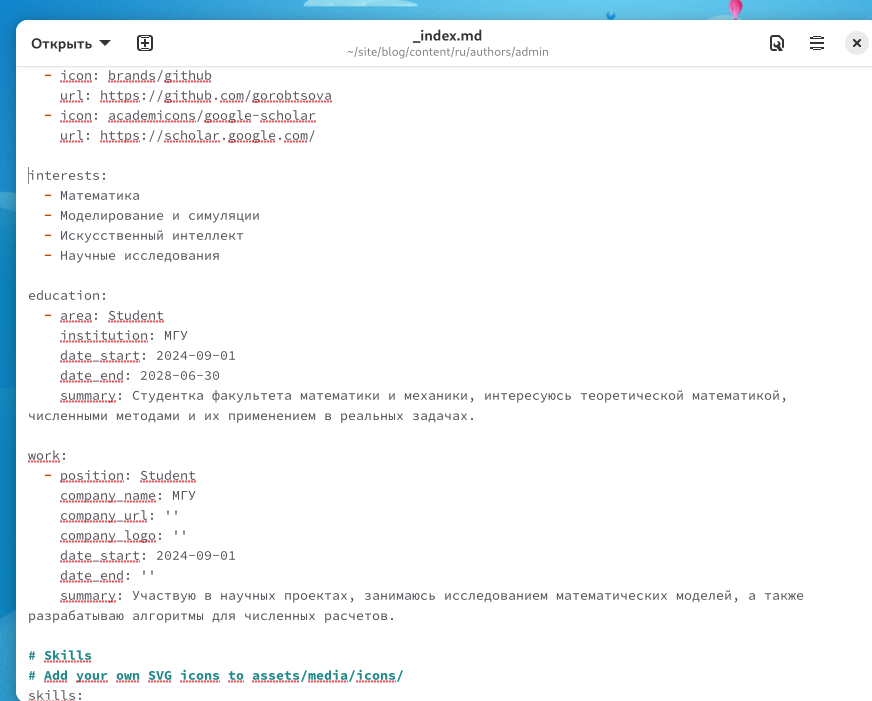 Открыть
_index.md
~/site/blog/content/ru/authors/admin
- icon: brands/github
url: https://github.com/gorobtsova
- icon: academicons/google-scholar
url: https://scholar.google.com/
interests:
- Математика
- Моделирование и симуляции
- Искусственный интеллект
- Научные исследования
education:
- area: Student
institution: МГУ
date_start: 2024-09-01
date_end: 2028-06-30
summary: Студентка факультета математики и механики, интересуюсь теоретической математикой,
численными методами и их применением в реальных задачах.
work:
- position: Student
company_name: МГУ
company_url: ''
company_logo: ''
date_start: 2024-09-01
date_end: ''
summary: Участвую в научных проектах, занимаюсь исследованием математических моделей, а также
разрабатываю алгоритмы для численных расчетов.
# Skills
# Add your own SVG icons to assets/media/icons/
skills: